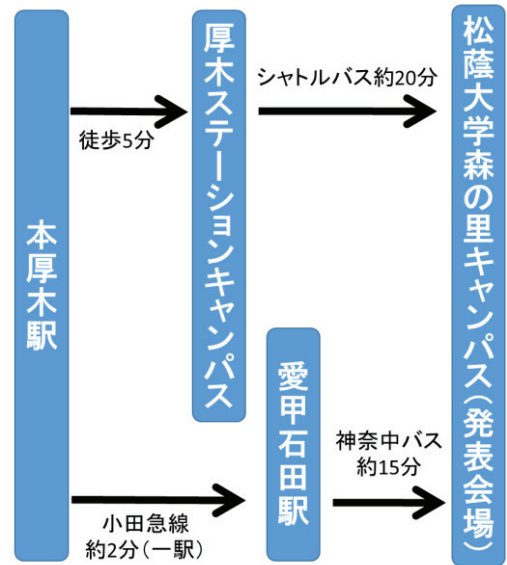 本厚木駅
徒歩5分
厚木ステーションキャンパス
シャトルバス約20分
松蔭大学森の里キャンパス(発表会場)
小田急線
約2分(一駅)
愛甲石田駅
神奈中バス
約15分